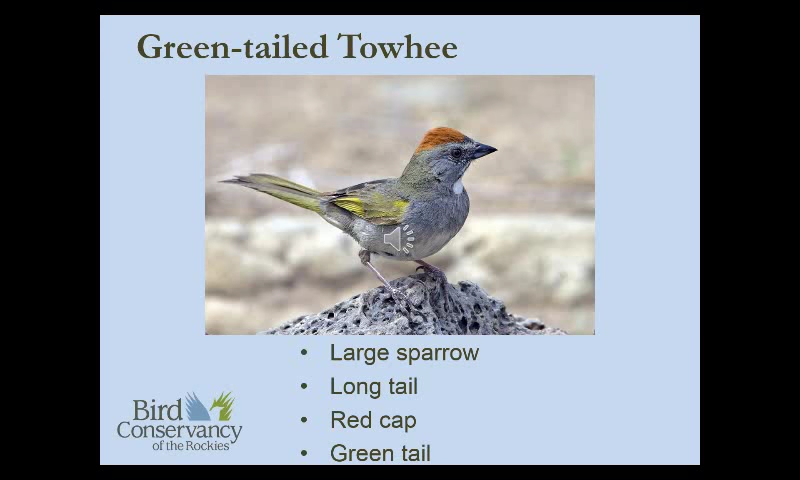 Green-tailed Towhee
• Large sparrow
• Long tail
• Red cap
• Green tail
Bird
Conservancy
of the Rockies